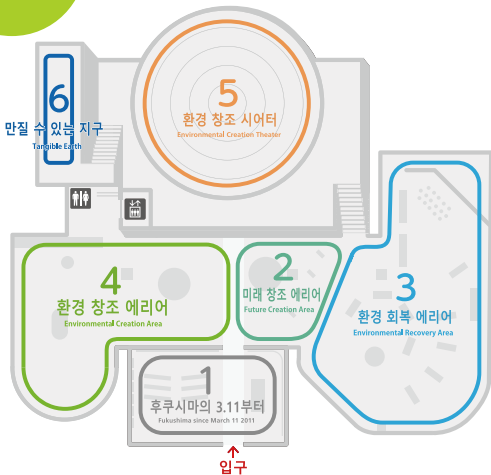 6
만질 수 있는 지구
Tangible Earth
5
환경 창조 시어터
Environmental Creation Theater
4
환경 창조 에리어
Environmental Creation Area
2
미래 창조 에리어
Future Creation Area
3
환경 회복 에리어
Environmental Recovery Area
1
후쿠시마의 3.11부터
Fukushima since March 11 2011
입구